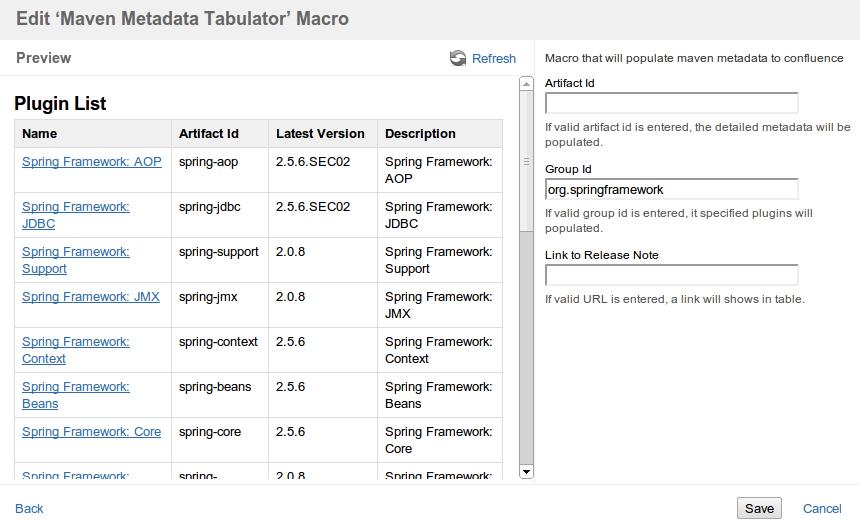 Edit ‘Maven Metadata Tabulator’ Macro
Preview
Refresh
Plugin List
Name Artifact Id Latest Version Description
Spring Framework: AOP spring-aop 2.5.6.SEC02 Spring Framework:
AOP
Spring Framework: spring-jdbc 2.5.6.SEC02 Spring Framework:
JDBC JDBC
Spring Framework: spring-support 2.0.8 Spring Framework:
Support Support
Spring Framework: JMX spring-jmx 2.0.8 Spring Framework:
JMX
Spring Framework: spring-context 2.5.6 Spring Framework:
Context Context
Spring Framework: spring-beans 2.5.6 Spring Framework:
Beans Beans
Spring Framework: Core spring-core 2.5.6 Spring Framework:
Core
Spring Framework: spring- 2.0.8 Spring Framework:
Macro that will populate maven metadata to confluence
Artifact Id
If valid artifact id is entered, the detailed metadata will be
populated.
Group Id
org.springframework
If valid group id is entered, it specified plugins will
populated.
Link to Release Note
If valid URL is entered, a link will shows in table.
Back
Save
Cancel